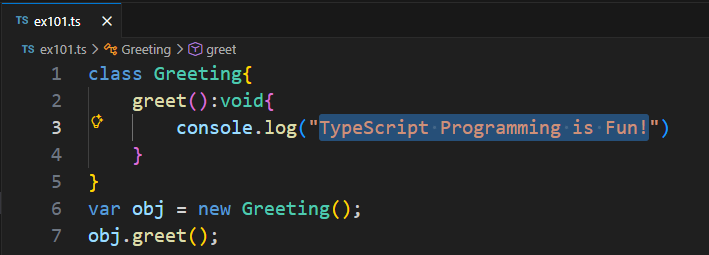 TS ex101.ts ×
TS ex101.ts > Greeting > greet
1 class Greeting{
2     greet():void{
3         console.log("TypeScript Programming is Fun!")
4     }
5 }
6 var obj = new Greeting();
7 obj.greet();